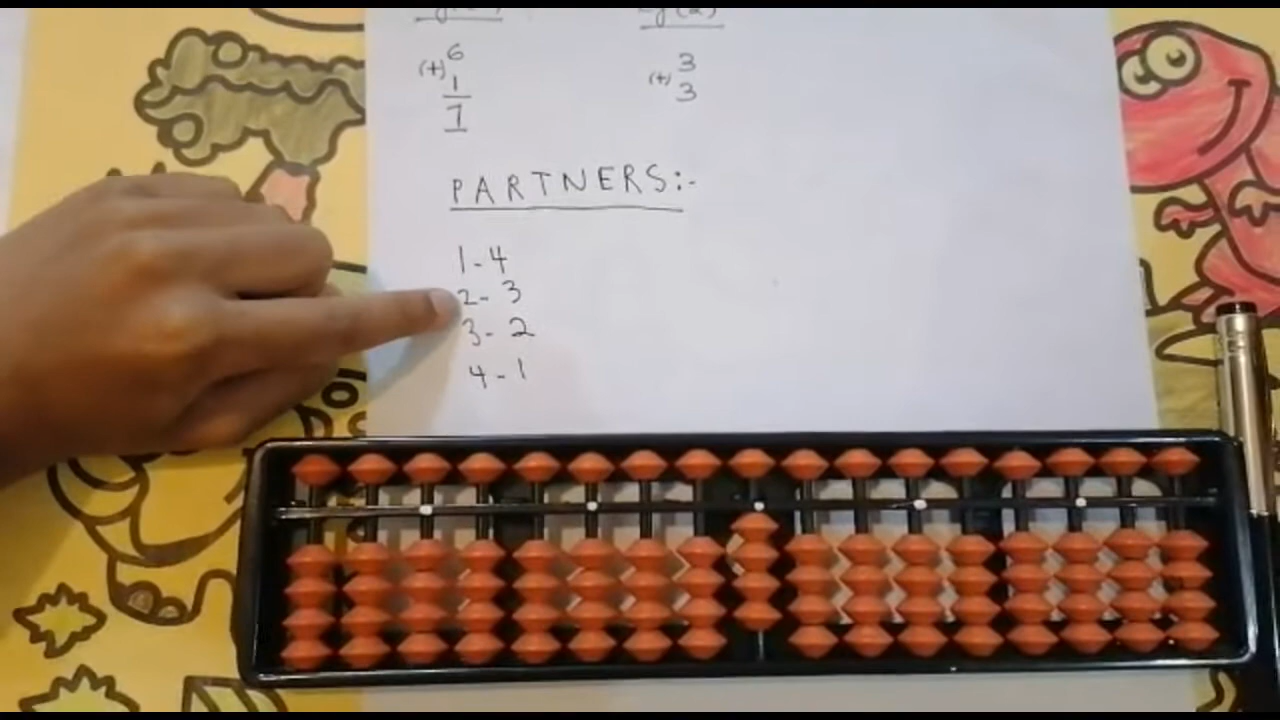 (+) 6
1
7
(+) 3
3
PARTNERS:-
1 - 4
2 - 3
3 - 2
4 - 1